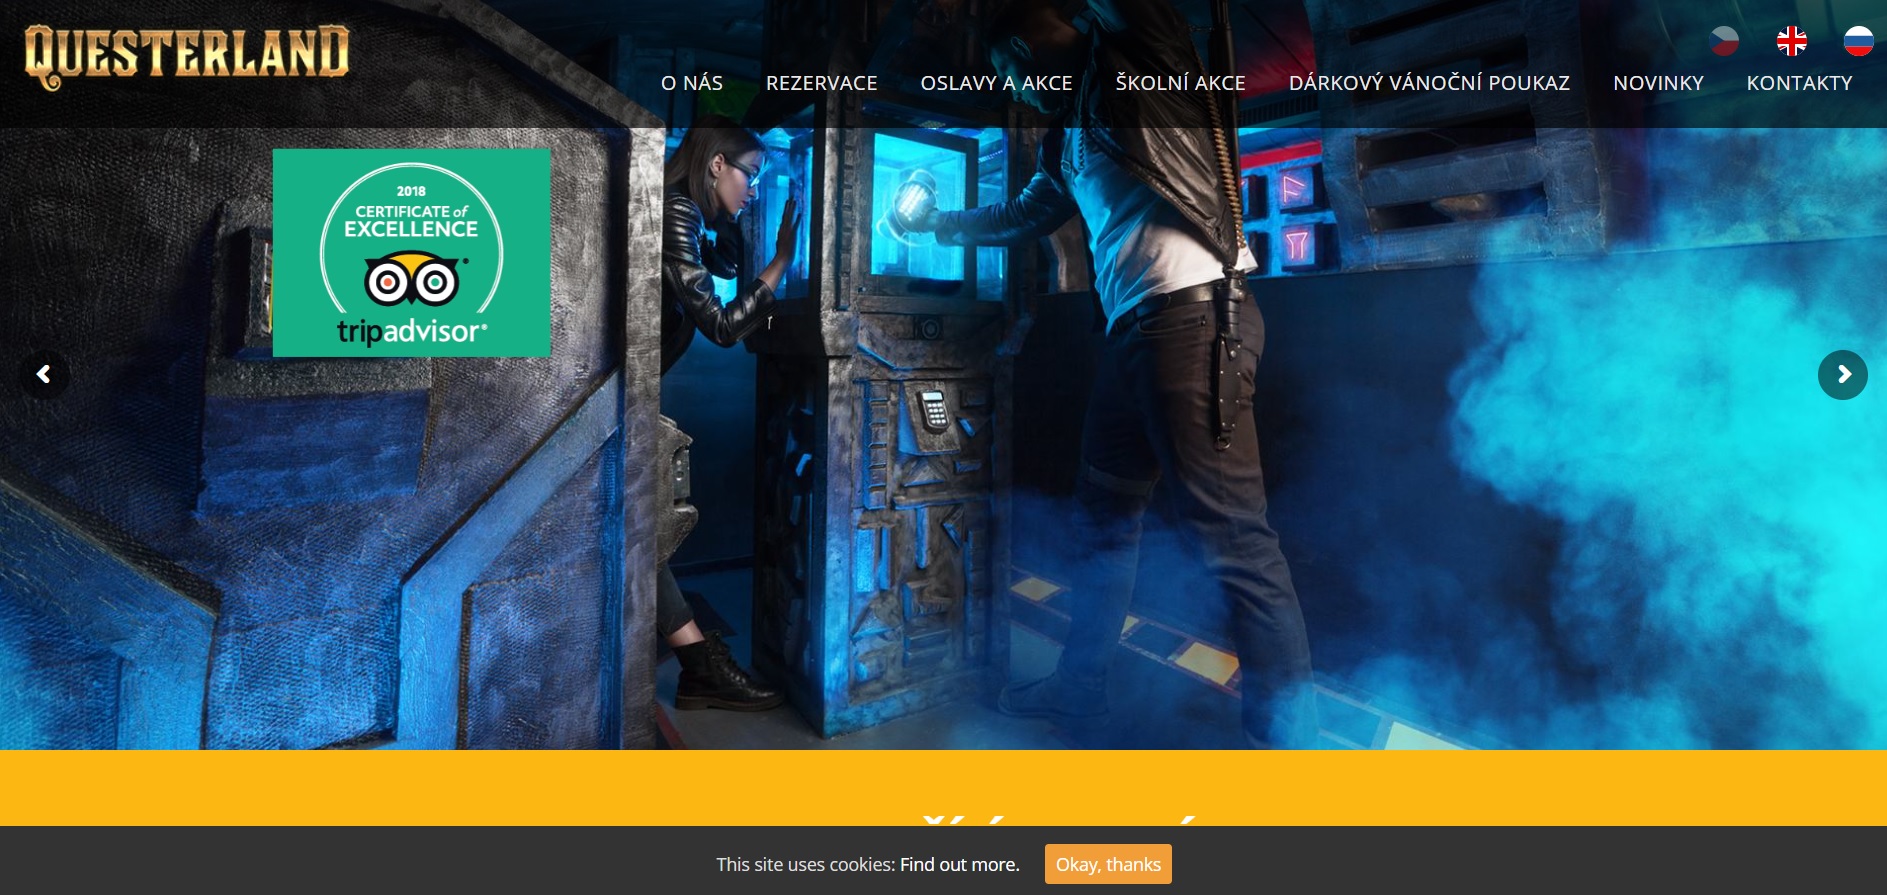 QUESTERLAND
O NÁS REZERVACE OSLAVY A AKCE ŠKOLNÍ AKCE DÁRKOVÝ VÁNOČNÍ POUKAZ NOVINKY KONTAKTY
2018
CERTIFICATE of
EXCELLENCE
tripadvisor®
This site uses cookies: Find out more. Okay, thanks